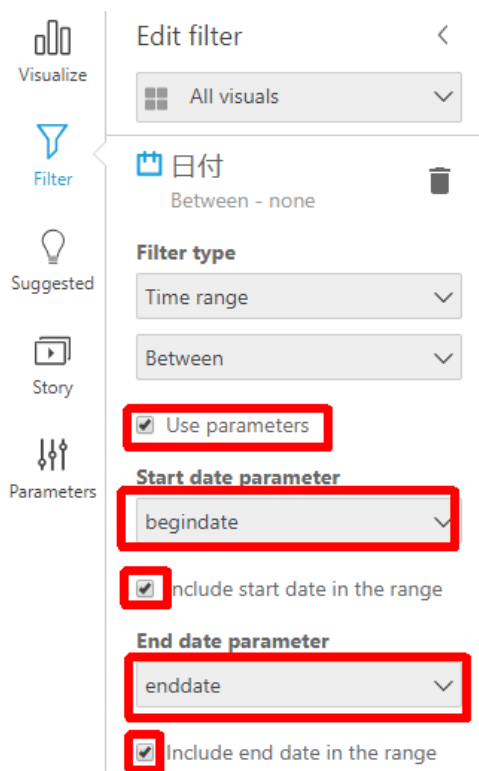 Visualize
Filter
Suggested
Story
Parameters
Edit filter
All visuals
日付
Between - none
Filter type
Time range
Between
Use parameters
Start date parameter
begindate
nclude start date in the range
End date parameter
enddate
Include end date in the range